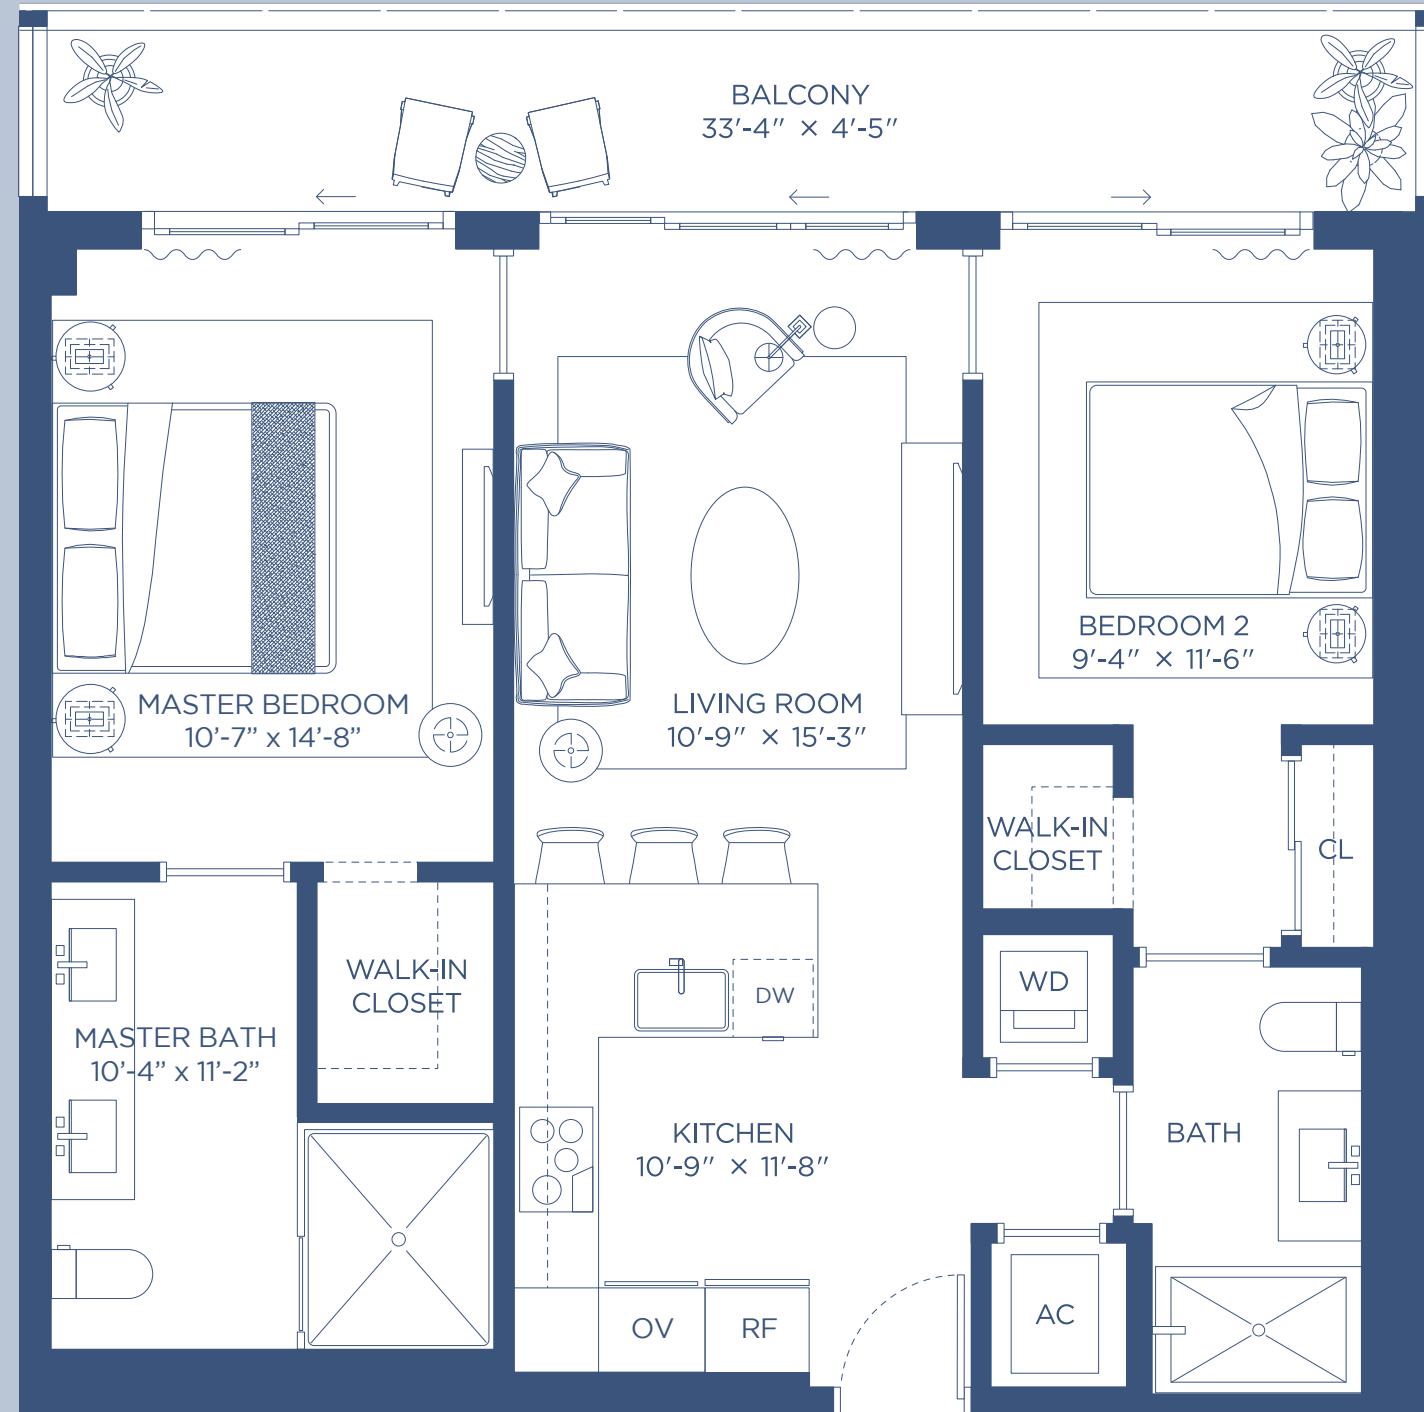 BALCONY
33'-4" × 4'-5"
MASTER BEDROOM
10'-7" x 14'-8"
LIVING ROOM
10'-9" × 15'-3"
BEDROOM 2
9'-4" × 11'-6"
WALK-IN
CLOSET
CL
WALK-IN
CLOSET
WD
DW
MASTER BATH
10'-4" x 11'-2"
KITCHEN
10'-9" × 11'-8"
BATH
OV
RF
AC